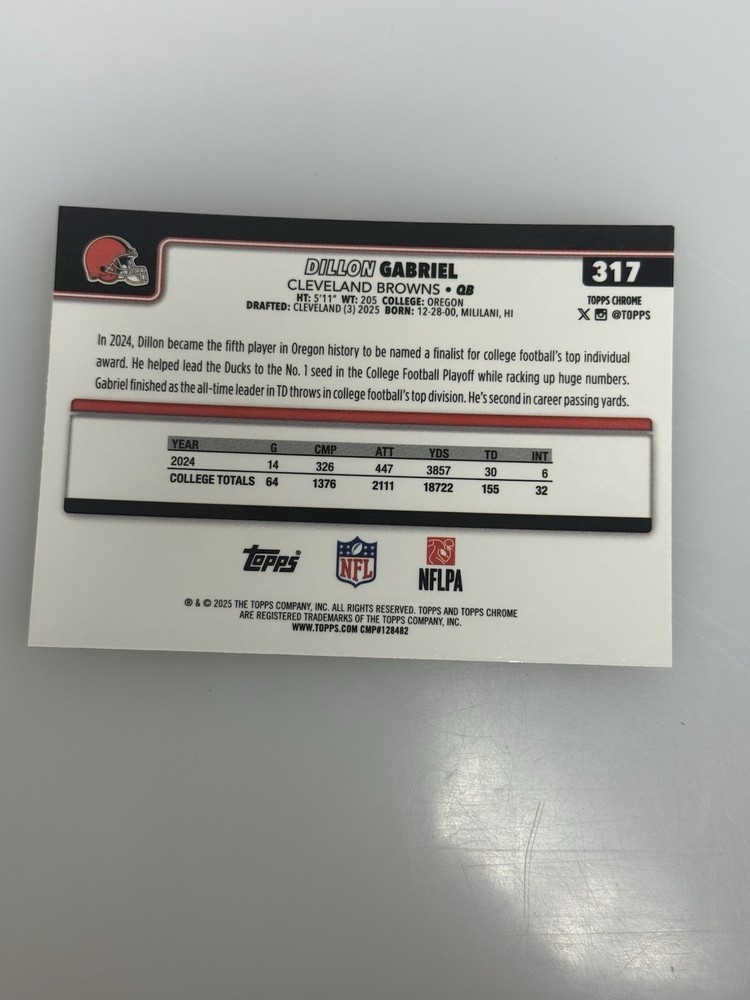 DILLON GABRIEL
317
CLEVELAND BROWNS • QB
HT: 5'11" WT: 205 COLLEGE: OREGON
DRAFTED: CLEVELAND (3) 2025 BORN: 12-28-00, MILILANI, HI
TOPPS CHROME
@TOPPS
In 2024, Dillon became the fifth player in Oregon history to be named a finalist for college football's top individual
award. He helped lead the Ducks to the No. 1 seed in the College Football Playoff while racking up huge numbers.
Gabriel finished as the all-time leader in TD throws in college football's top division. He's second in career passing yards.
YEAR G CMP ATT YDS TD INT
2024 14 326 447 3857 30 6
COLLEGE TOTALS 64 1376 2111 18722 155 32
topps®
NFL
NFLPA
® & © 2025 THE TOPPS COMPANY, INC. ALL RIGHTS RESERVED. TOPPS AND TOPPS CHROME
ARE REGISTERED TRADEMARKS OF THE TOPPS COMPANY, INC.
WWW.TOPPS.COM CMP#128482